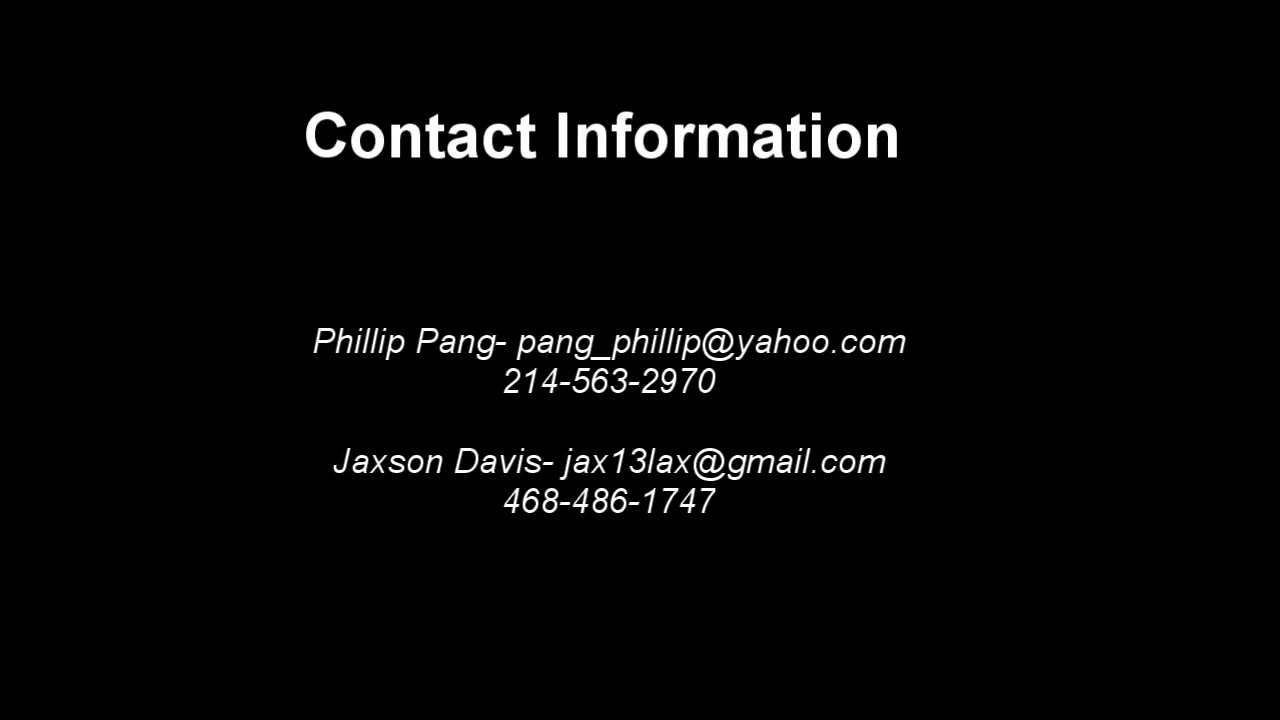 Contact Information
Phillip Pang- pang_phillip@yahoo.com
214-563-2970
Jaxson Davis- jax13lax@gmail.com
468-486-1747